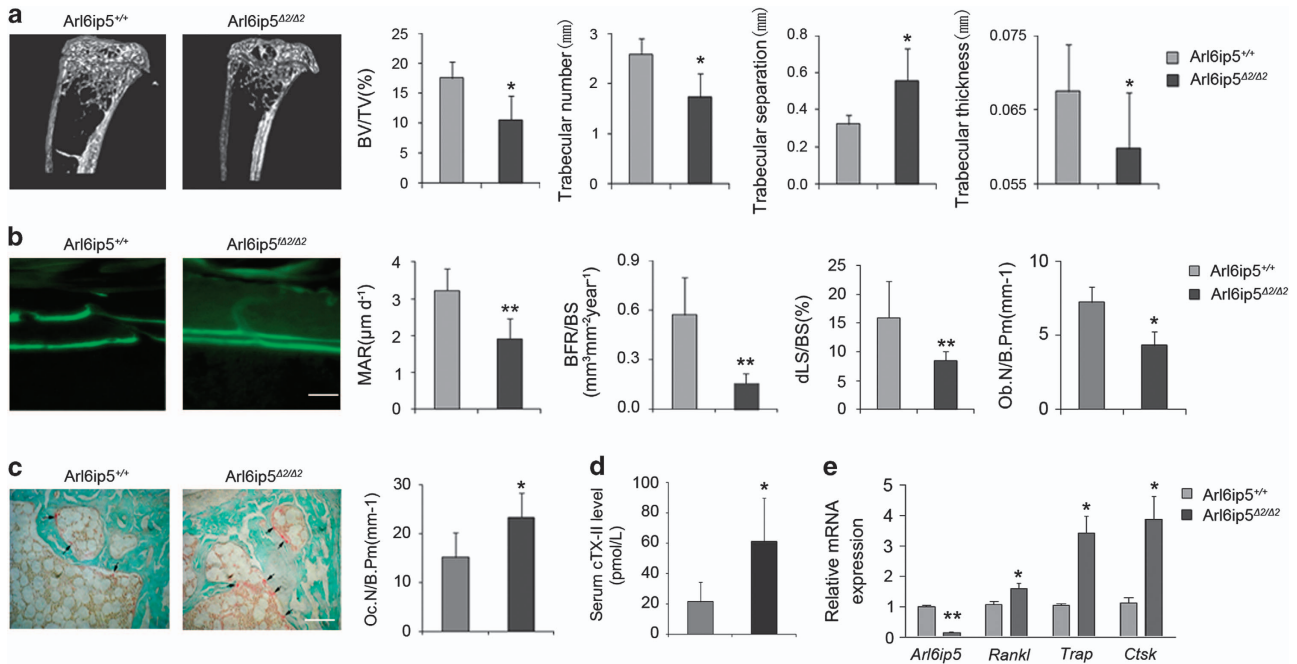 a
Arl6ip5+/+
Arl6ip5Δ2/Δ2
BV/TV(%)
25
20
15
10
5
0
*
Trabecular number (mm)
3
2
1
0
*
Trabecular separation (mm)
0.8
0.6
0.4
0.2
0.0
*
Trabecular thickness (mm)
0.075
0.065
0.055
*
Arl6ip5+/+
Arl6ip5Δ2/Δ2
b
Arl6ip5+/+
Arl6ip5fΔ2/Δ2
MAR(μm d-1)
5
4
3
2
1
0
**
BFR/BS
(mm3mm-2year-1)
0.9
0.6
0.3
0.0
**
dLS/BS(%)
25
20
15
10
5
0
**
Ob.N/B.Pm(mm-1)
10
5
0
*
Arl6ip5+/+
Arl6ip5Δ2/Δ2
c
Arl6ip5+/+
Arl6ip5Δ2/Δ2
Oc.N/B.Pm(mm-1)
30
20
10
0
*
d
Serum cTX-II level
(pmol/L)
100
80
60
40
20
0
*
e
Relative mRNA
expression
5
4
3
2
1
0
**
*
*
*
Arl6ip5
Rankl
Trap
Ctsk
Arl6ip5+/+
Arl6ip5Δ2/Δ2